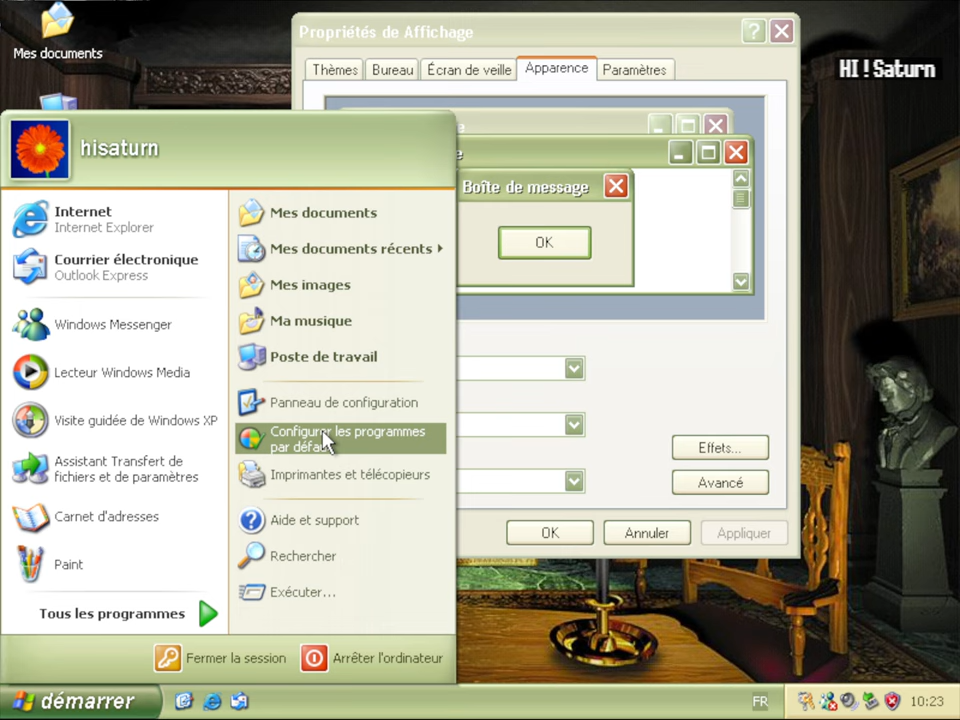 Mes documents
Propriétés de Affichage
Thèmes
Bureau
Écran de veille
Apparence
Paramètres
HI!Saturn
hisaturn
Boîte de message
OK
Internet
Internet Explorer
Courrier électronique
Outlook Express
Windows Messenger
Lecteur Windows Media
Visite guidée de Windows XP
Assistant Transfert de
fichiers et de paramètres
Carnet d'adresses
Paint
Tous les programmes
Mes documents
Mes documents récents
Mes images
Ma musique
Poste de travail
Panneau de configuration
Configurer les programmes
par défaut
Imprimantes et télécopieurs
Aide et support
Rechercher
Exécuter...
Effets...
Avancé
OK
Annuler
Appliquer
Fermer la session
Arrêter l'ordinateur
démarrer
FR
10:23